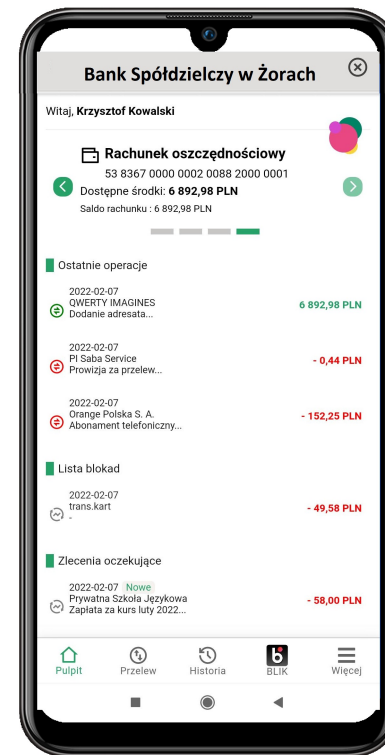 Bank Spółdzielczy w Żorach
Witaj, Krzysztof Kowalski
Rachunek oszczędnościowy
53 8367 0000 0002 0088 2000 0001
Dostępne środki: 6 892,98 PLN
Saldo rachunku : 6 892,98 PLN
Ostatnie operacje
2022-02-07
QWERTY IMAGINES 6 892,98 PLN
Dodanie adresata...
2022-02-07
PI Saba Service - 0,44 PLN
Prowizja za przelew...
2022-02-07
Orange Polska S. A. - 152,25 PLN
Abonament telefoniczny...
Lista blokad
2022-02-07
trans.kart - 49,58 PLN
-
Zlecenia oczekujące
2022-02-07 Nowe
Prywatna Szkoła Językowa - 58,00 PLN
Zapłata za kurs luty 2022...
Pulpit Przelew Historia BLIK Więcej